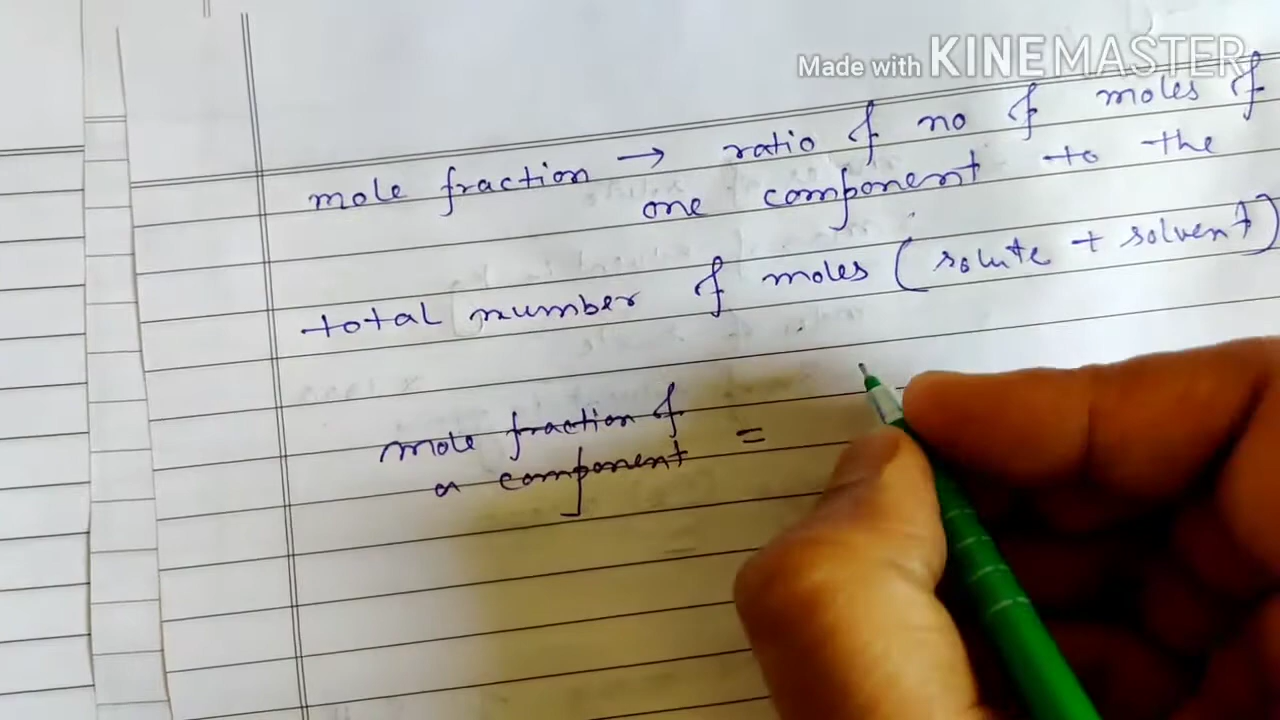 Made with KINEMASTER
mole fraction → ratio of no of moles of
one component to the
total number of moles (solute + solvent)
mole fraction of
a component =